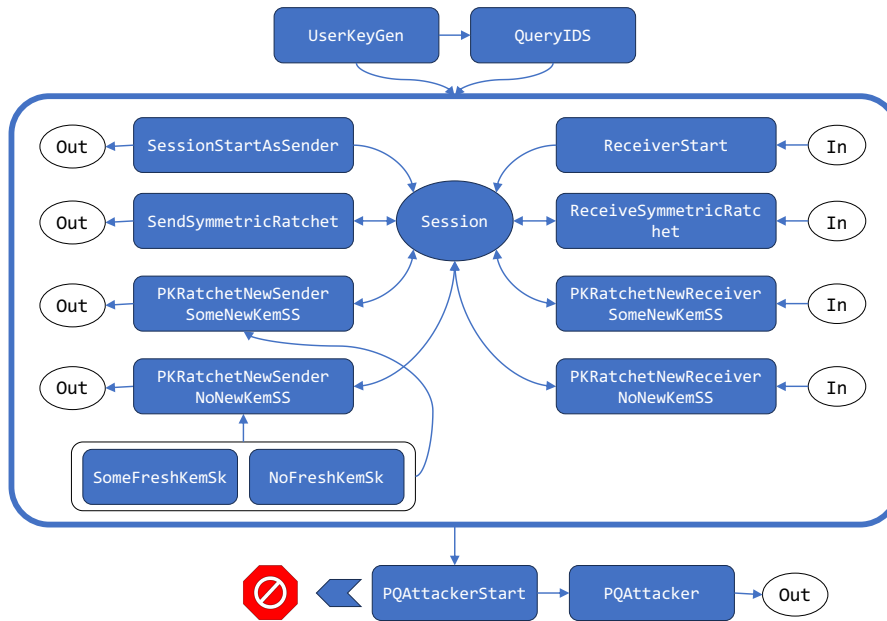 UserKeyGen
QueryIDS
Out
SessionStartAsSender
ReceiverStart
In
Out
SendSymmetricRatchet
Session
ReceiveSymmetricRatc
het
In
Out
PKRatchetNewSender
SomeNewKemSS
PKRatchetNewReceiver
SomeNewKemSS
In
Out
PKRatchetNewSender
NoNewKemSS
PKRatchetNewReceiver
NoNewKemSS
In
SomeFreshKemSk
NoFreshKemSk
PQAttackerStart
PQAttacker
Out